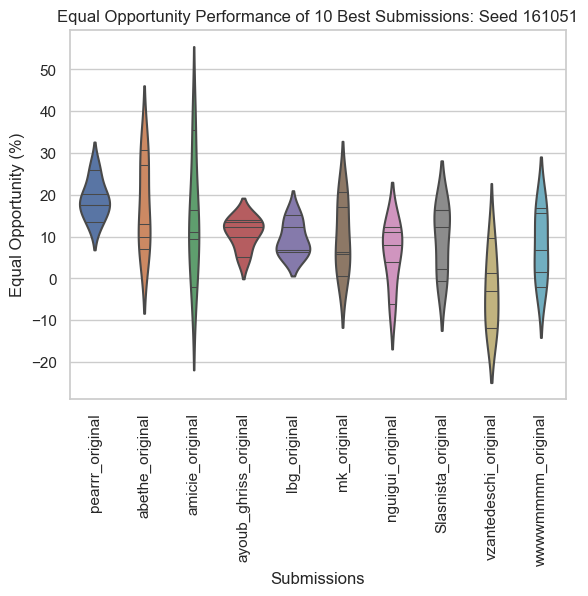 Equal Opportunity Performance of 10 Best Submissions: Seed 161051
Equal Opportunity (%)
50
40
30
20
10
0
−10
−20
pearrr_original
abethe_original
amicie_original
ayoub_ghriss_original
lbg_original
mk_original
nguigui_original
Slasnista_original
vzantedeschi_original
wwwwmmmm_original
Submissions